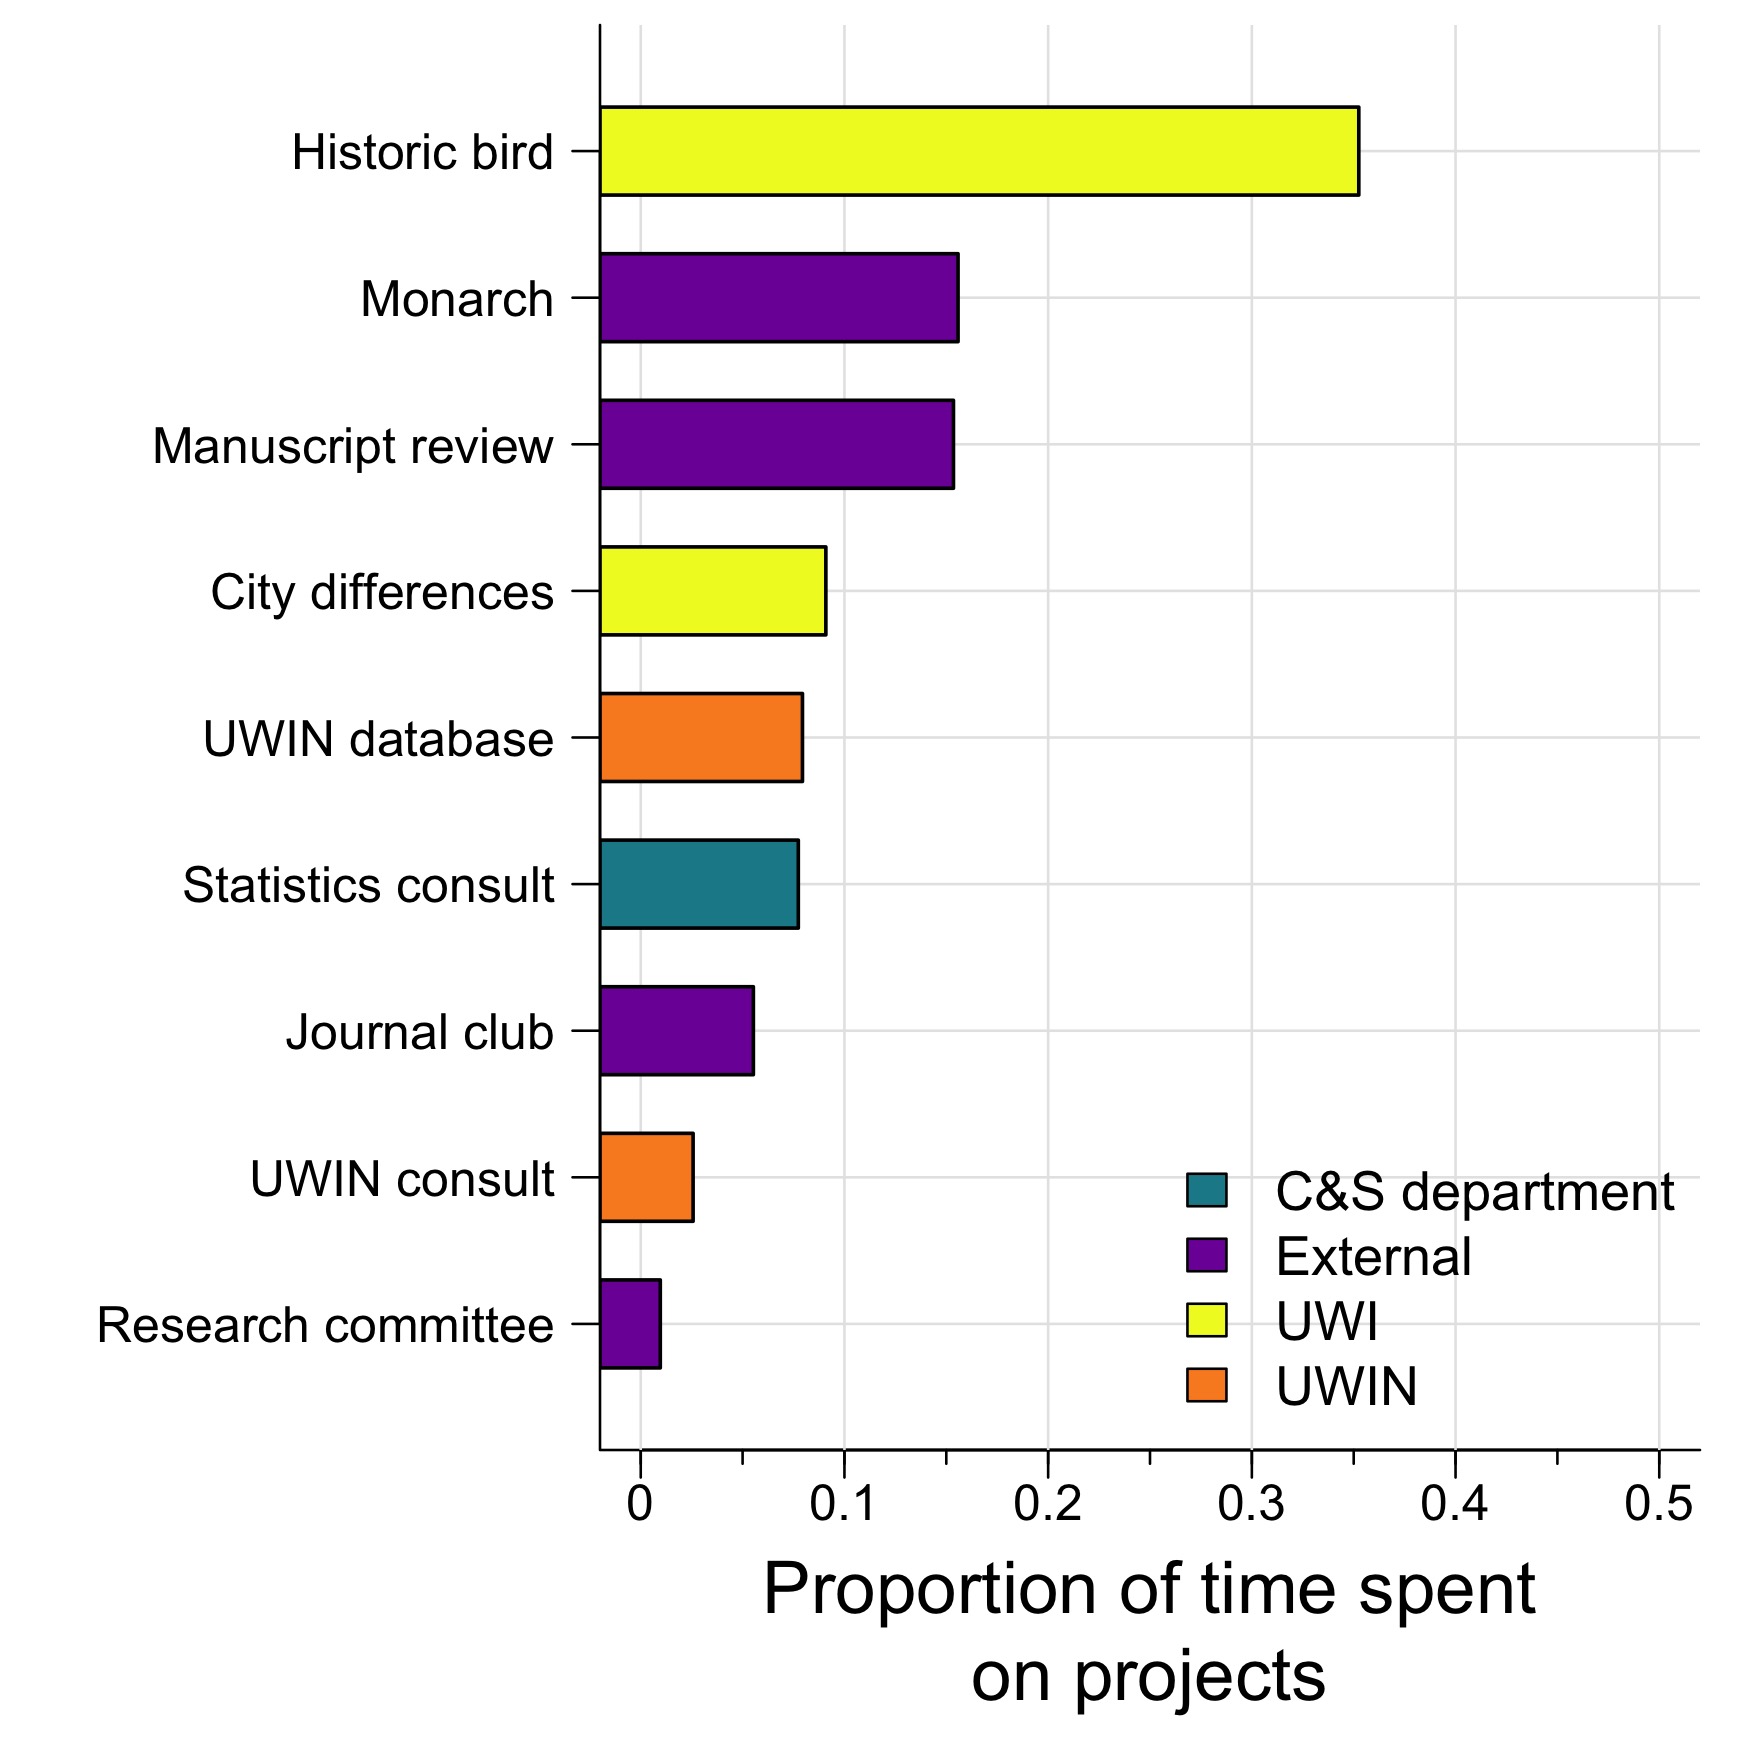 Historic bird
Monarch
Manuscript review
City differences
UWIN database
Statistics consult
Journal club
UWIN consult
Research committee
C&S department
External
UWI
UWIN
0 0.1 0.2 0.3 0.4 0.5
Proportion of time spent
on projects